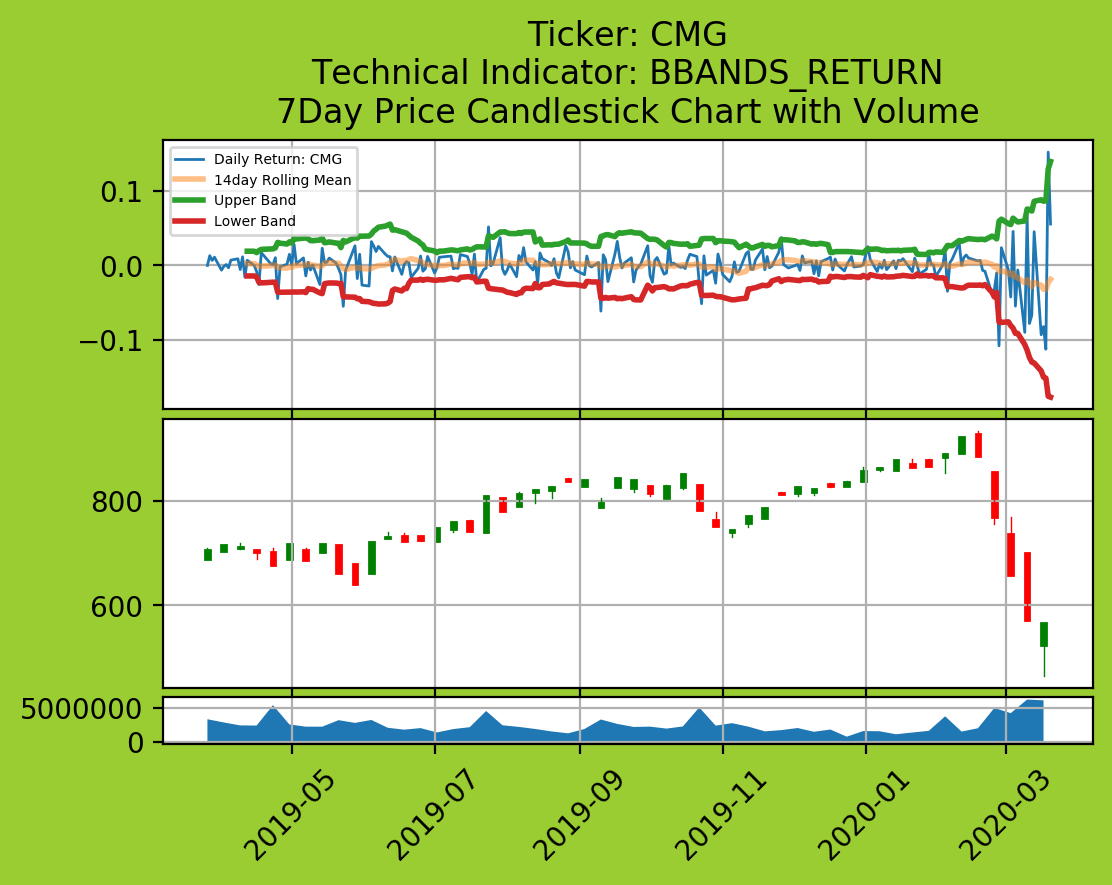 Ticker: CMG
Technical Indicator: BBANDS_RETURN
7Day Price Candlestick Chart with Volume
Daily Return: CMG
14day Rolling Mean
Upper Band
Lower Band
0.1
0.0
−0.1
800
600
5000000
0
2019-05
2019-07
2019-09
2019-11
2020-01
2020-03